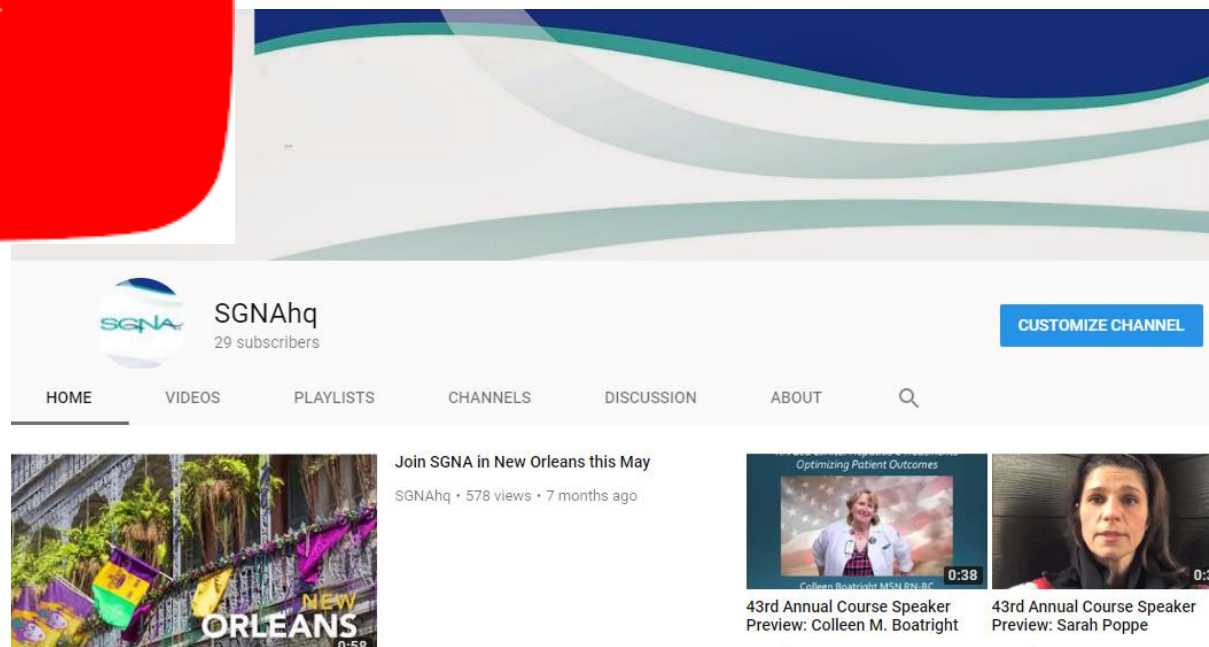 SGNA
SGNAhq
29 subscribers
CUSTOMIZE CHANNEL
HOME VIDEOS PLAYLISTS CHANNELS DISCUSSION ABOUT
NEW
ORLEANS
0:58
Join SGNA in New Orleans this May
SGNAhq • 578 views • 7 months ago
Optimizing Patient Outcomes
Colleen Boatright MSN RN-BC
0:38
43rd Annual Course Speaker
Preview: Colleen M. Boatright
43rd Annual Course Speaker
Preview: Sarah Poppe